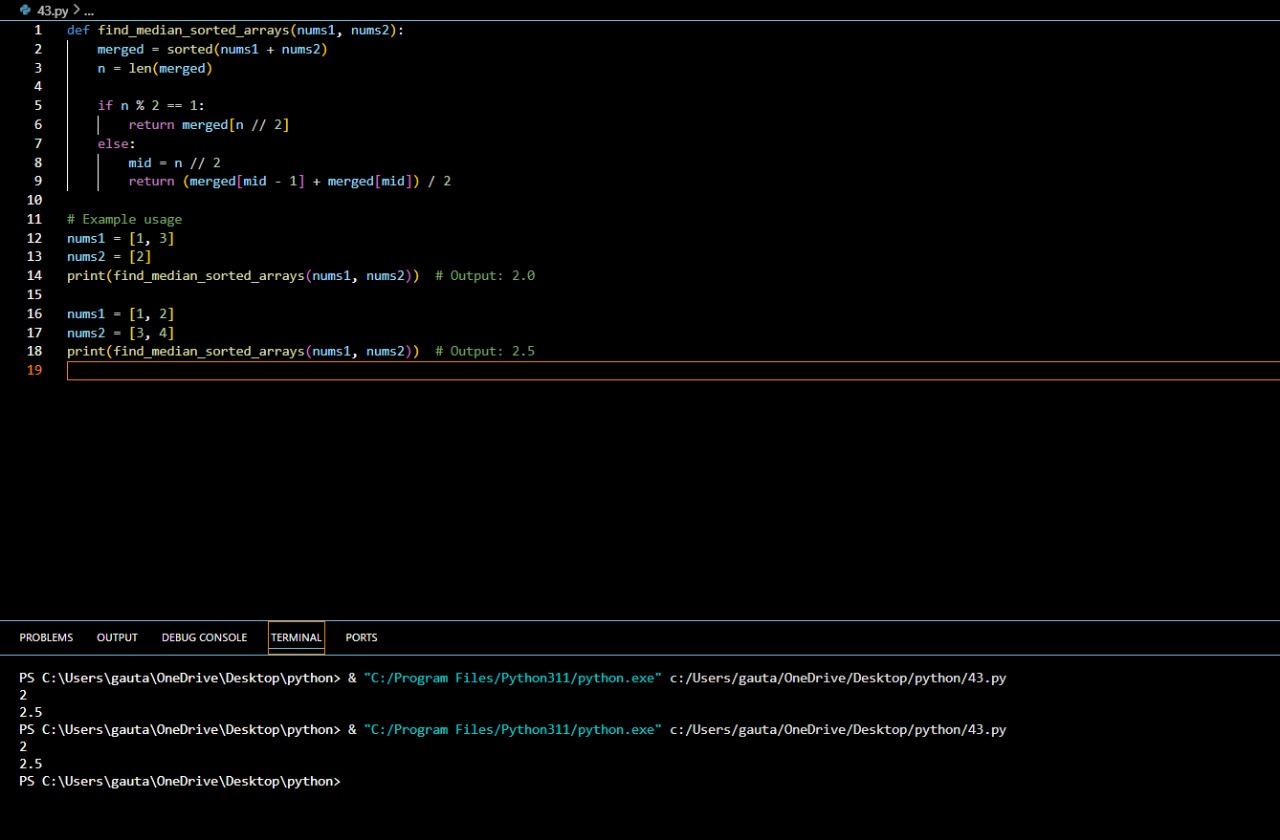 43.py > ...
1 def find_median_sorted_arrays(nums1, nums2):
2     merged = sorted(nums1 + nums2)
3     n = len(merged)
4
5     if n % 2 == 1:
6         return merged[n // 2]
7     else:
8         mid = n // 2
9         return (merged[mid - 1] + merged[mid]) / 2
10
11 # Example usage
12 nums1 = [1, 3]
13 nums2 = [2]
14 print(find_median_sorted_arrays(nums1, nums2))  # Output: 2.0
15
16 nums1 = [1, 2]
17 nums2 = [3, 4]
18 print(find_median_sorted_arrays(nums1, nums2))  # Output: 2.5
19
PROBLEMS OUTPUT DEBUG CONSOLE TERMINAL PORTS
PS C:\Users\gauta\OneDrive\Desktop\python> & "C:/Program Files/Python311/python.exe" c:/Users/gauta/OneDrive/Desktop/python/43.py
2
2.5
PS C:\Users\gauta\OneDrive\Desktop\python> & "C:/Program Files/Python311/python.exe" c:/Users/gauta/OneDrive/Desktop/python/43.py
2
2.5
PS C:\Users\gauta\OneDrive\Desktop\python>